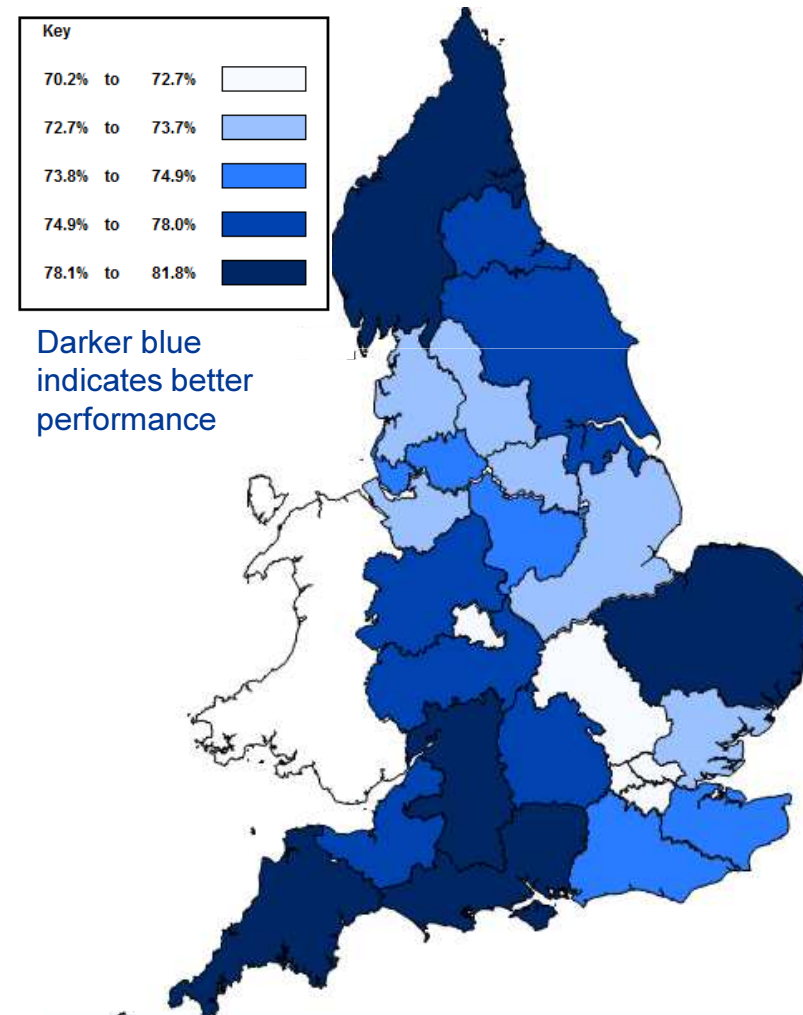 Key
70.2% to 72.7%
72.7% to 73.7%
73.8% to 74.9%
74.9% to 78.0%
78.1% to 81.8%
Darker blue
indicates better
performance